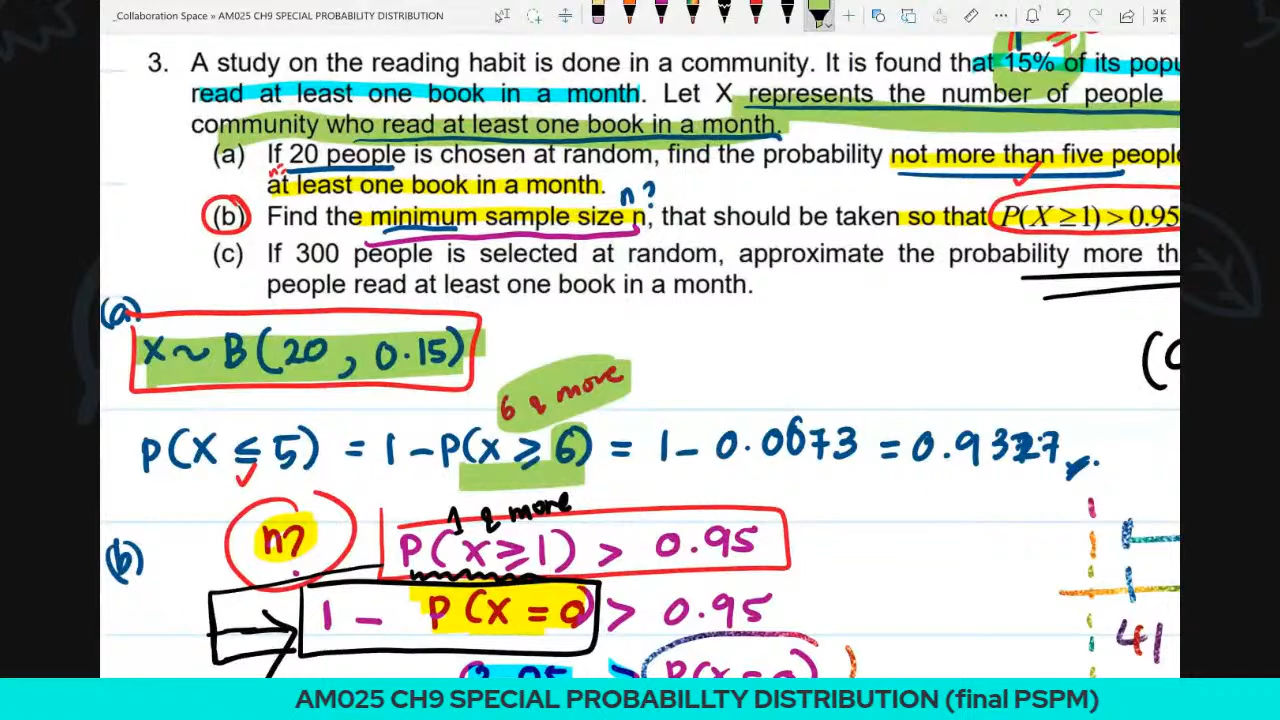 _Collaboration Space » AM025 CH9 SPECIAL PROBABILITY DISTRIBUTION
3. A study on the reading habit is done in a community. It is found that 15% of its popu
read at least one book in a month. Let X represents the number of people
community who read at least one book in a month.
(a) If 20 people is chosen at random, find the probability not more than five people
at least one book in a month.
n?
(b) Find the minimum sample size n, that should be taken so that P(X ≥ 1) > 0.95
(c) If 300 people is selected at random, approximate the probability more th
people read at least one book in a month.
(a)
X ~ B(20, 0.15)
6 & more
P(X ≤ 5) = 1 - P(X ≥ 6) = 1 - 0.0673 = 0.9327
1 & more
(b) n? P(X ≥ 1) > 0.95
1 - P(X = 0) > 0.95
41
AM025 CH9 SPECIAL PROBABILLTY DISTRIBUTION (final PSPM)